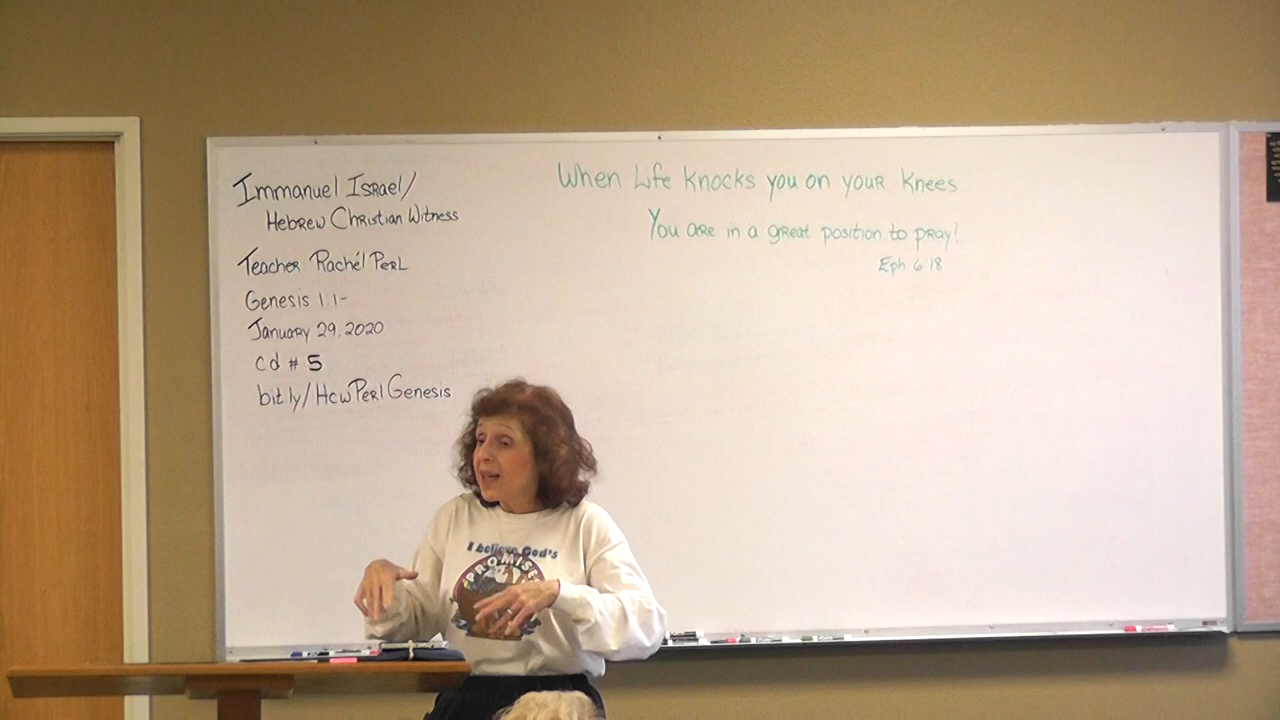 Immanuel Israel/
Hebrew Christian Witness
Teacher Rachél Perl
Genesis 1:1-
January 29, 2020
cd # 5
bit.ly/HcwPerlGenesis
When Life Knocks you on your Knees
You are in a great position to pray!
Eph. 6:18
I believe God's
PROMISE